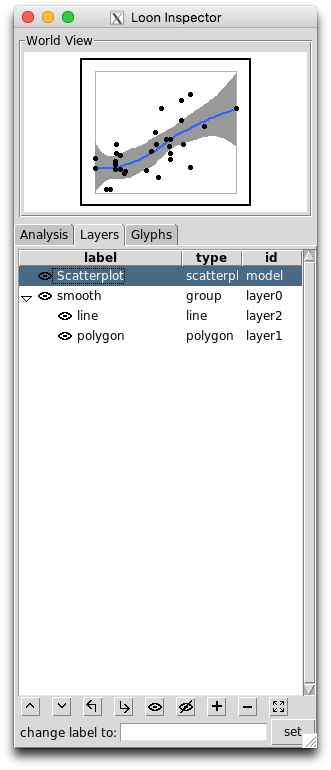 Loon Inspector
World View
Analysis Layers Glyphs
label type id
Scatterplot scatterpl model
smooth group layer0
line line layer2
polygon polygon layer1
change label to: set